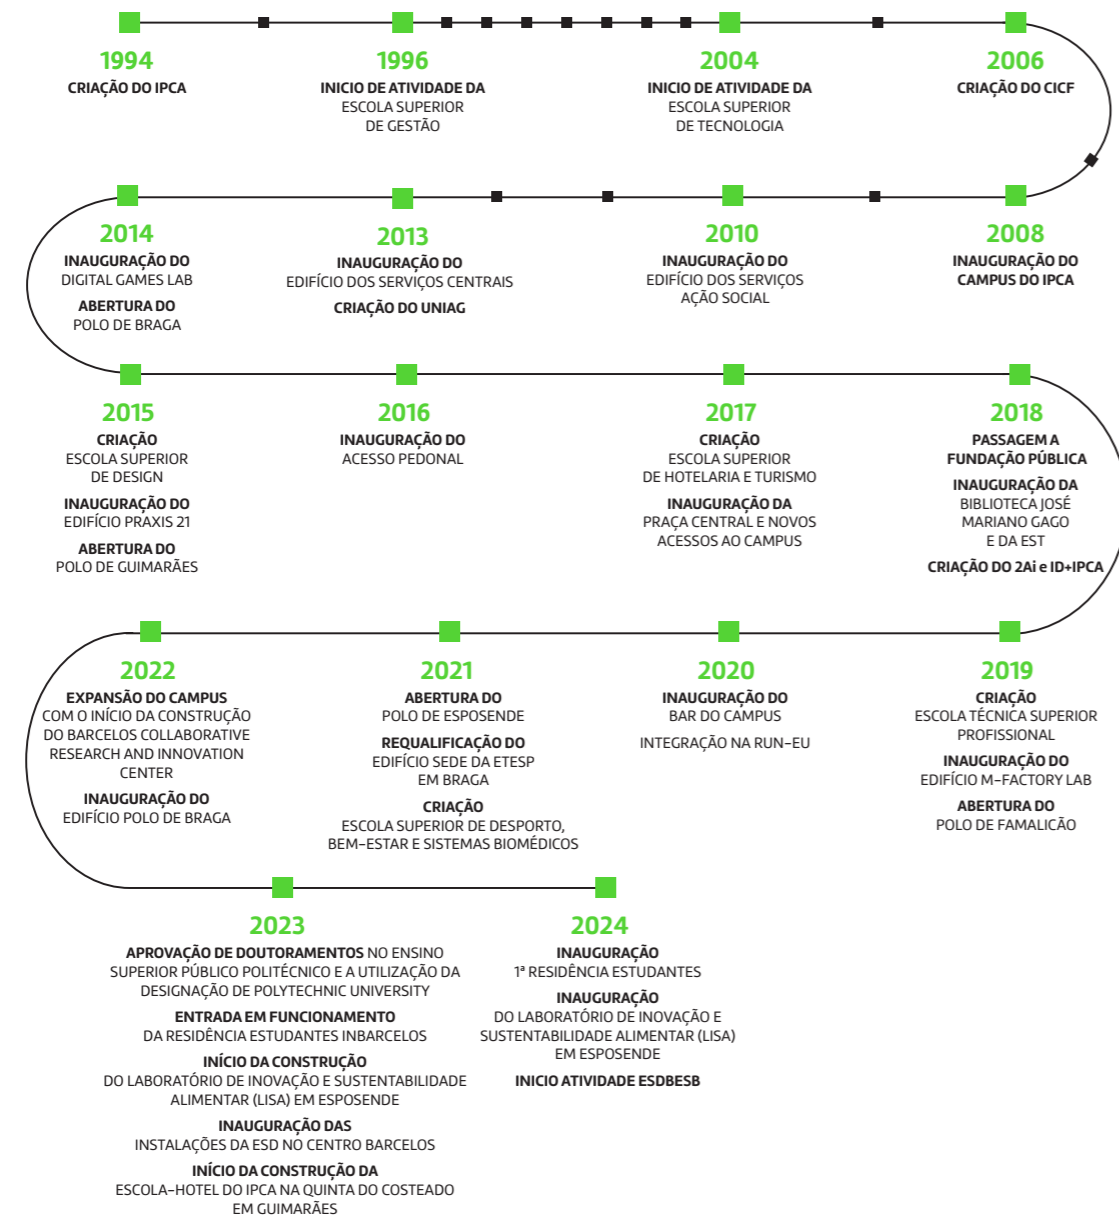 1994
CRIAÇÃO DO IPCA
1996
INICIO DE ATIVIDADE DA
ESCOLA SUPERIOR
DE GESTÃO
2004
INICIO DE ATIVIDADE DA
ESCOLA SUPERIOR
DE TECNOLOGIA
2006
CRIAÇÃO DO CICF
2014
INAUGURAÇÃO DO
DIGITAL GAMES LAB
ABERTURA DO
POLO DE BRAGA
2013
INAUGURAÇÃO DO
EDIFÍCIO DOS SERVIÇOS CENTRAIS
CRIAÇÃO DO UNIAG
2010
INAUGURAÇÃO DO
EDIFÍCIO DOS SERVIÇOS
AÇÃO SOCIAL
2008
INAUGURAÇÃO DO
CAMPUS DO IPCA
2015
CRIAÇÃO
ESCOLA SUPERIOR
DE DESIGN
INAUGURAÇÃO DO
EDIFÍCIO PRAXIS 21
ABERTURA DO
POLO DE GUIMARÃES
2016
INAUGURAÇÃO DO
ACESSO PEDONAL
2017
CRIAÇÃO
ESCOLA SUPERIOR
DE HOTELARIA E TURISMO
INAUGURAÇÃO DA
PRAÇA CENTRAL E NOVOS
ACESSOS AO CAMPUS
2018
PASSAGEM A
FUNDAÇÃO PÚBLICA
INAUGURAÇÃO DA
BIBLIOTECA JOSÉ
MARIANO GAGO
E DA EST
CRIAÇÃO DO 2Ai e ID+IPCA
2022
EXPANSÃO DO CAMPUS
COM O INÍCIO DA CONSTRUÇÃO
DO BARCELOS COLLABORATIVE
RESEARCH AND INNOVATION
CENTER
INAUGURAÇÃO DO
EDIFÍCIO POLO DE BRAGA
2021
ABERTURA DO
POLO DE ESPOSENDE
REQUALIFICAÇÃO DO
EDIFÍCIO SEDE DA ETESP
EM BRAGA
CRIAÇÃO
ESCOLA SUPERIOR DE DESPORTO,
BEM-ESTAR E SISTEMAS BIOMÉDICOS
2020
INAUGURAÇÃO DO
BAR DO CAMPUS
INTEGRAÇÃO NA RUN-EU
2019
CRIAÇÃO
ESCOLA TÉCNICA SUPERIOR
PROFISSIONAL
INAUGURAÇÃO DO
EDIFÍCIO M-FACTORY LAB
ABERTURA DO
POLO DE FAMALICÃO
2023
APROVAÇÃO DE DOUTORAMENTOS NO ENSINO
SUPERIOR PÚBLICO POLITÉCNICO E A UTILIZAÇÃO DA
DESIGNAÇÃO DE POLYTECHNIC UNIVERSITY
ENTRADA EM FUNCIONAMENTO
DA RESIDÊNCIA ESTUDANTES INBARCELOS
INÍCIO DA CONSTRUÇÃO
DO LABORATÓRIO DE INOVAÇÃO E SUSTENTABILIDADE
ALIMENTAR (LISA) EM ESPOSENDE
INAUGURAÇÃO DAS
INSTALAÇÕES DA ESD NO CENTRO BARCELOS
INÍCIO DA CONSTRUÇÃO DA
ESCOLA-HOTEL DO IPCA NA QUINTA DO COSTEADO
EM GUIMARÃES
2024
INAUGURAÇÃO
1ª RESIDÊNCIA ESTUDANTES
INAUGURAÇÃO
DO LABORATÓRIO DE INOVAÇÃO E
SUSTENTABILIDADE ALIMENTAR (LISA)
EM ESPOSENDE
INICIO ATIVIDADE ESDBESB